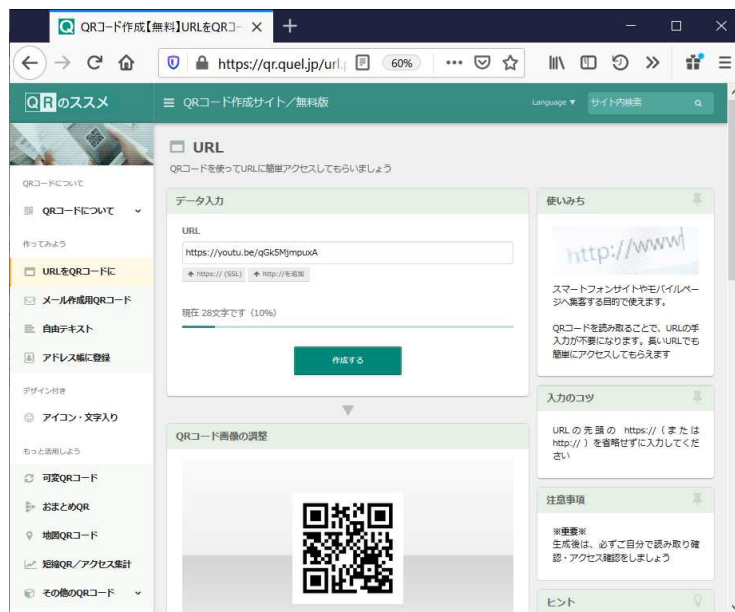 QRコード作成【無料】URLをQRコー
https://qr.quel.jp/url.
60%
QRのススメ
QRコード作成サイト／無料版
Language ▼
サイト内検索
URL
QRコードを使ってURLに簡単アクセスしてもらいましょう
QRコードについて
QRコードについて
作ってみよう
URLをQRコードに
メール作成用QRコード
自由テキスト
アドレス帳に登録
デザイン付き
アイコン・文字入り
もっと活用しよう
可変QRコード
おまとめQR
地図QRコード
短縮QR／アクセス集計
その他のQRコード
データ入力
URL
https://youtu.be/qGk5MjmpuxA
https:// (SSL)
http://を追加
現在 28文字です（10%）
作成する
QRコード画像の調整
使いみち
http://www
スマートフォンサイトやモバイルペー
ジへ集客する目的で使えます。
QRコードを読み取ることで、URLの手
入力が不要になります。長いURLでも
簡単にアクセスしてもらえます
入力のコツ
URL の先頭の https://（または
http://）を省略せずに入力してくだ
さい
注意事項
※重要※
生成後は、必ずご自分で読み取り確
認・アクセス確認をしましょう
ヒント